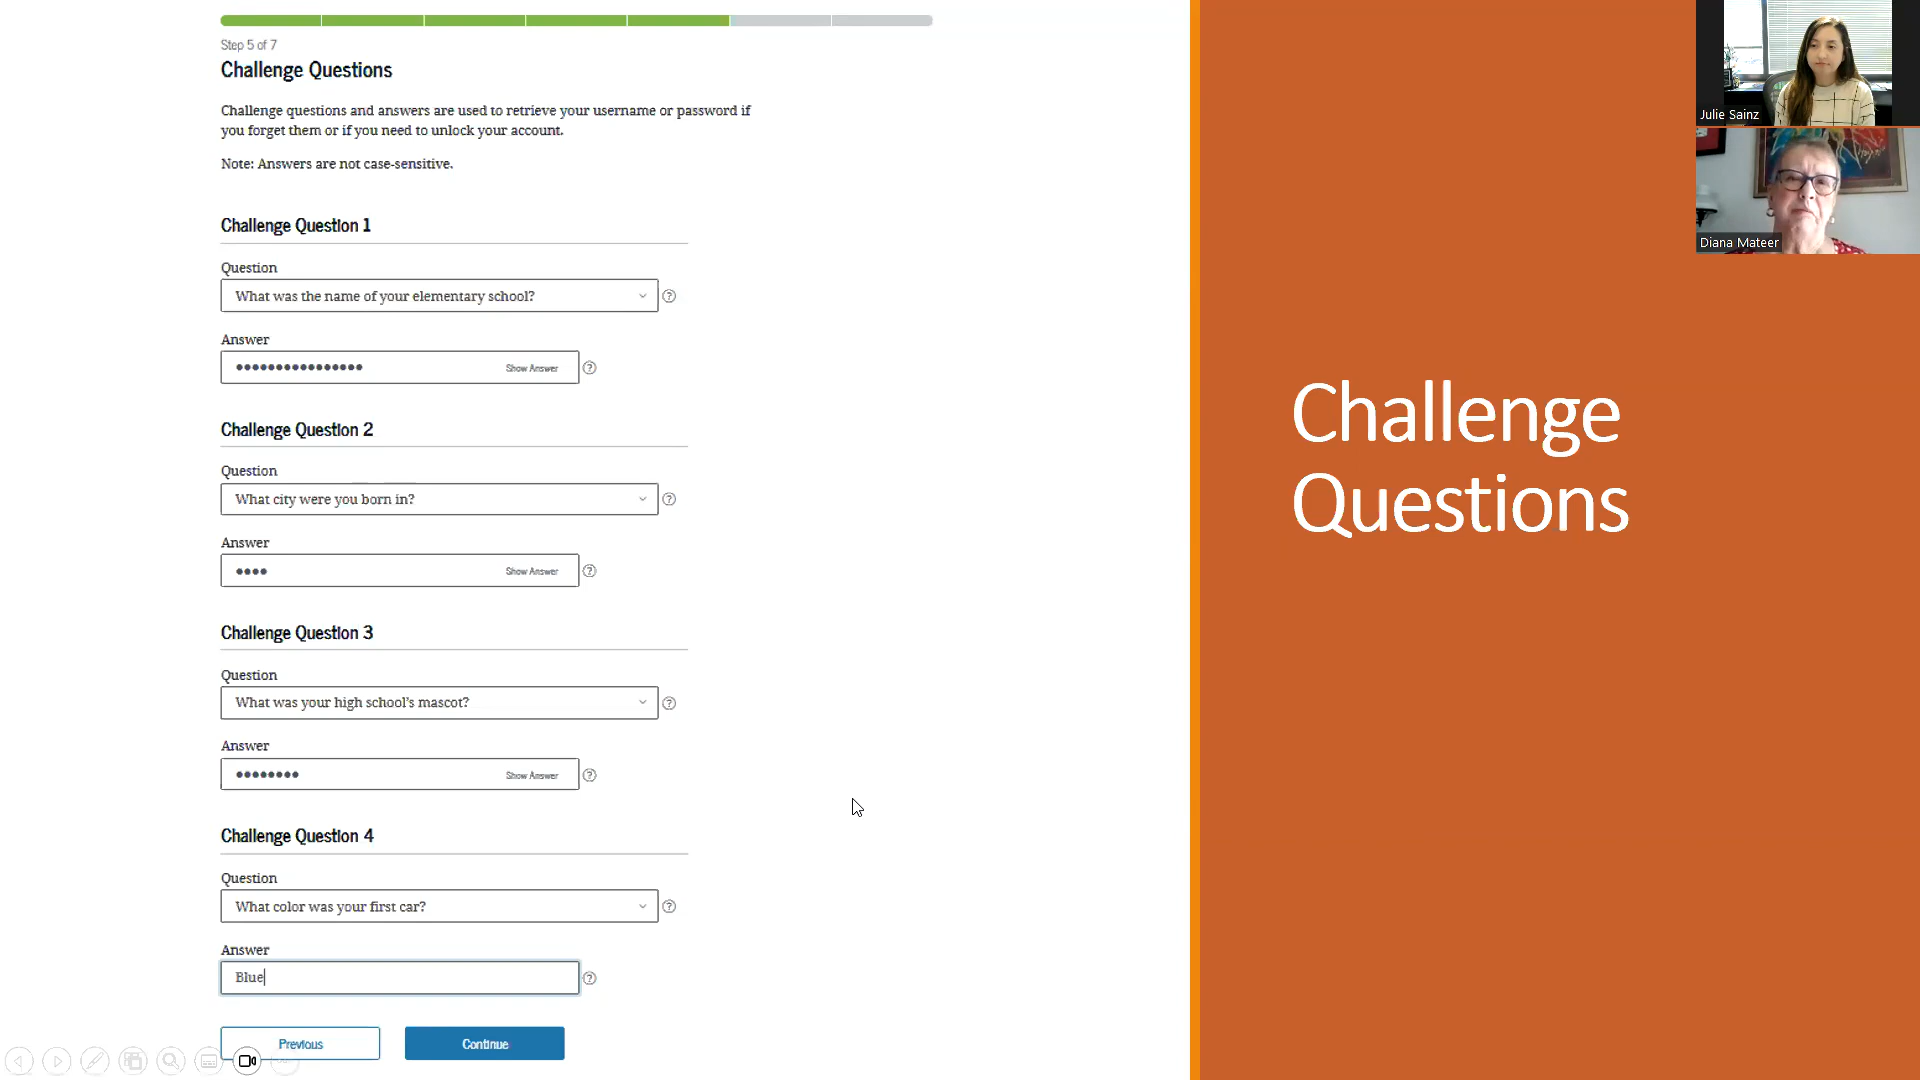 Step 5 of 7
Challenge Questions
Challenge questions and answers are used to retrieve your username or password if
you forget them or if you need to unlock your account.
Note: Answers are not case-sensitive.
Challenge Question 1
Question
What was the name of your elementary school?
Answer
Show Answer
Challenge Question 2
Question
What city were you born in?
Answer
Show Answer
Challenge Question 3
Question
What was your high school's mascot?
Answer
Show Answer
Challenge Question 4
Question
What color was your first car?
Answer
Blue
Previous
Continue
Challenge
Questions
Julie Sainz
Diana Mateer